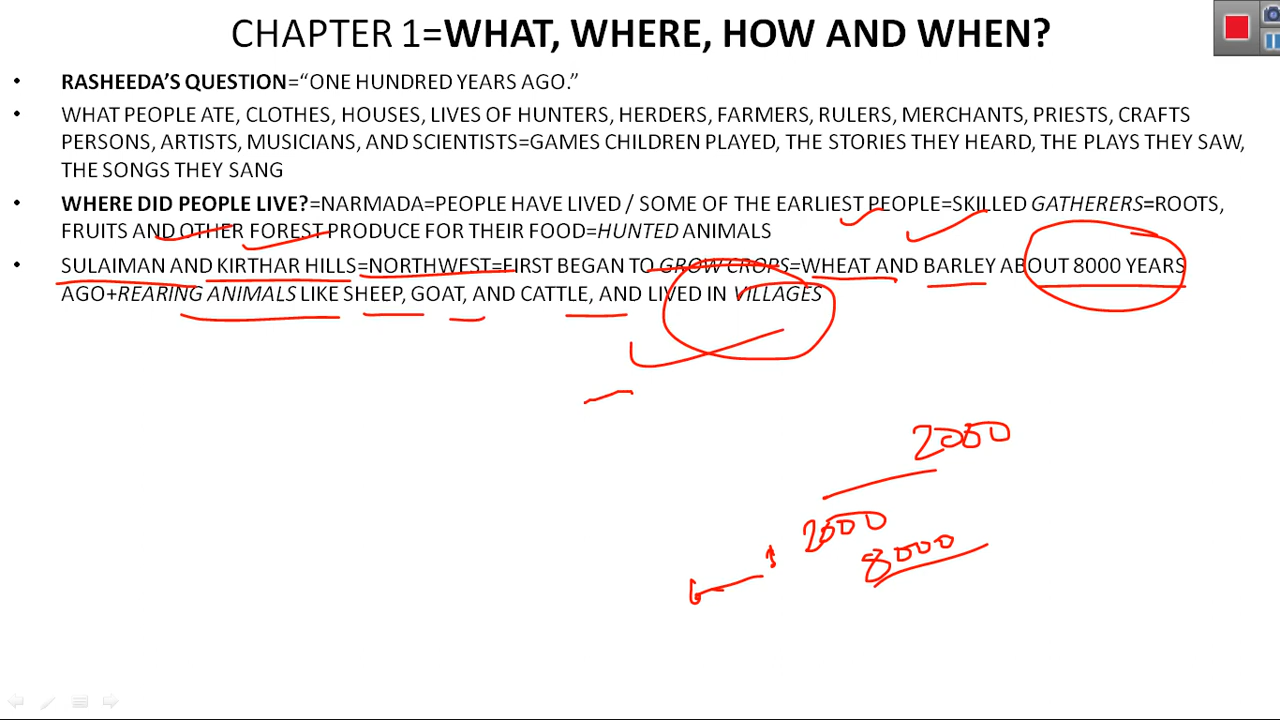 CHAPTER 1=WHAT, WHERE, HOW AND WHEN?
• RASHEEDA'S QUESTION=“ONE HUNDRED YEARS AGO.”
• WHAT PEOPLE ATE, CLOTHES, HOUSES, LIVES OF HUNTERS, HERDERS, FARMERS, RULERS, MERCHANTS, PRIESTS, CRAFTS
PERSONS, ARTISTS, MUSICIANS, AND SCIENTISTS=GAMES CHILDREN PLAYED, THE STORIES THEY HEARD, THE PLAYS THEY SAW,
THE SONGS THEY SANG
• WHERE DID PEOPLE LIVE?=NARMADA=PEOPLE HAVE LIVED / SOME OF THE EARLIEST PEOPLE=SKILLED GATHERERS=ROOTS,
FRUITS AND OTHER FOREST PRODUCE FOR THEIR FOOD=HUNTED ANIMALS
• SULAIMAN AND KIRTHAR HILLS=NORTHWEST=FIRST BEGAN TO GROW CROPS=WHEAT AND BARLEY ABOUT 8000 YEARS
AGO+REARING ANIMALS LIKE SHEEP, GOAT, AND CATTLE, AND LIVED IN VILLAGES
2000
2000
8000